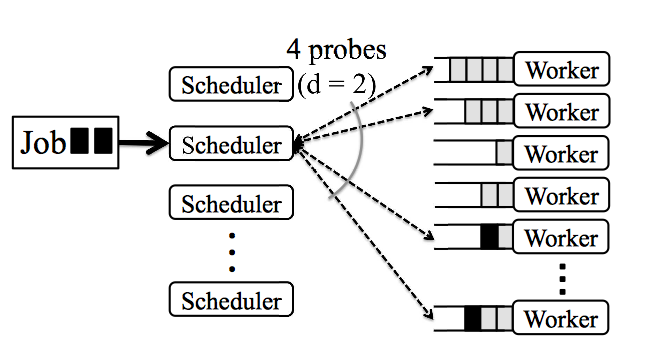 4 probes
(d = 2)
Job
Scheduler
Scheduler
Scheduler
Scheduler
Worker
Worker
Worker
Worker
Worker
Worker